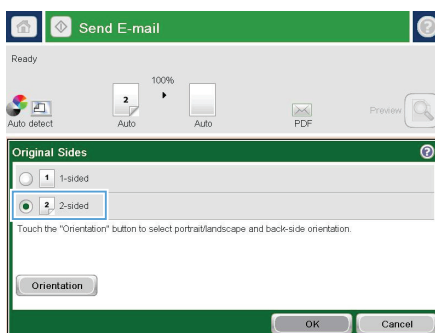 Send E-mail
Ready
100%
2
Auto detect
Auto
Auto
PDF
Preview
Original Sides
1 1-sided
2 2-sided
Touch the "Orientation" button to select portrait/landscape and back-side orientation.
Orientation
OK
Cancel